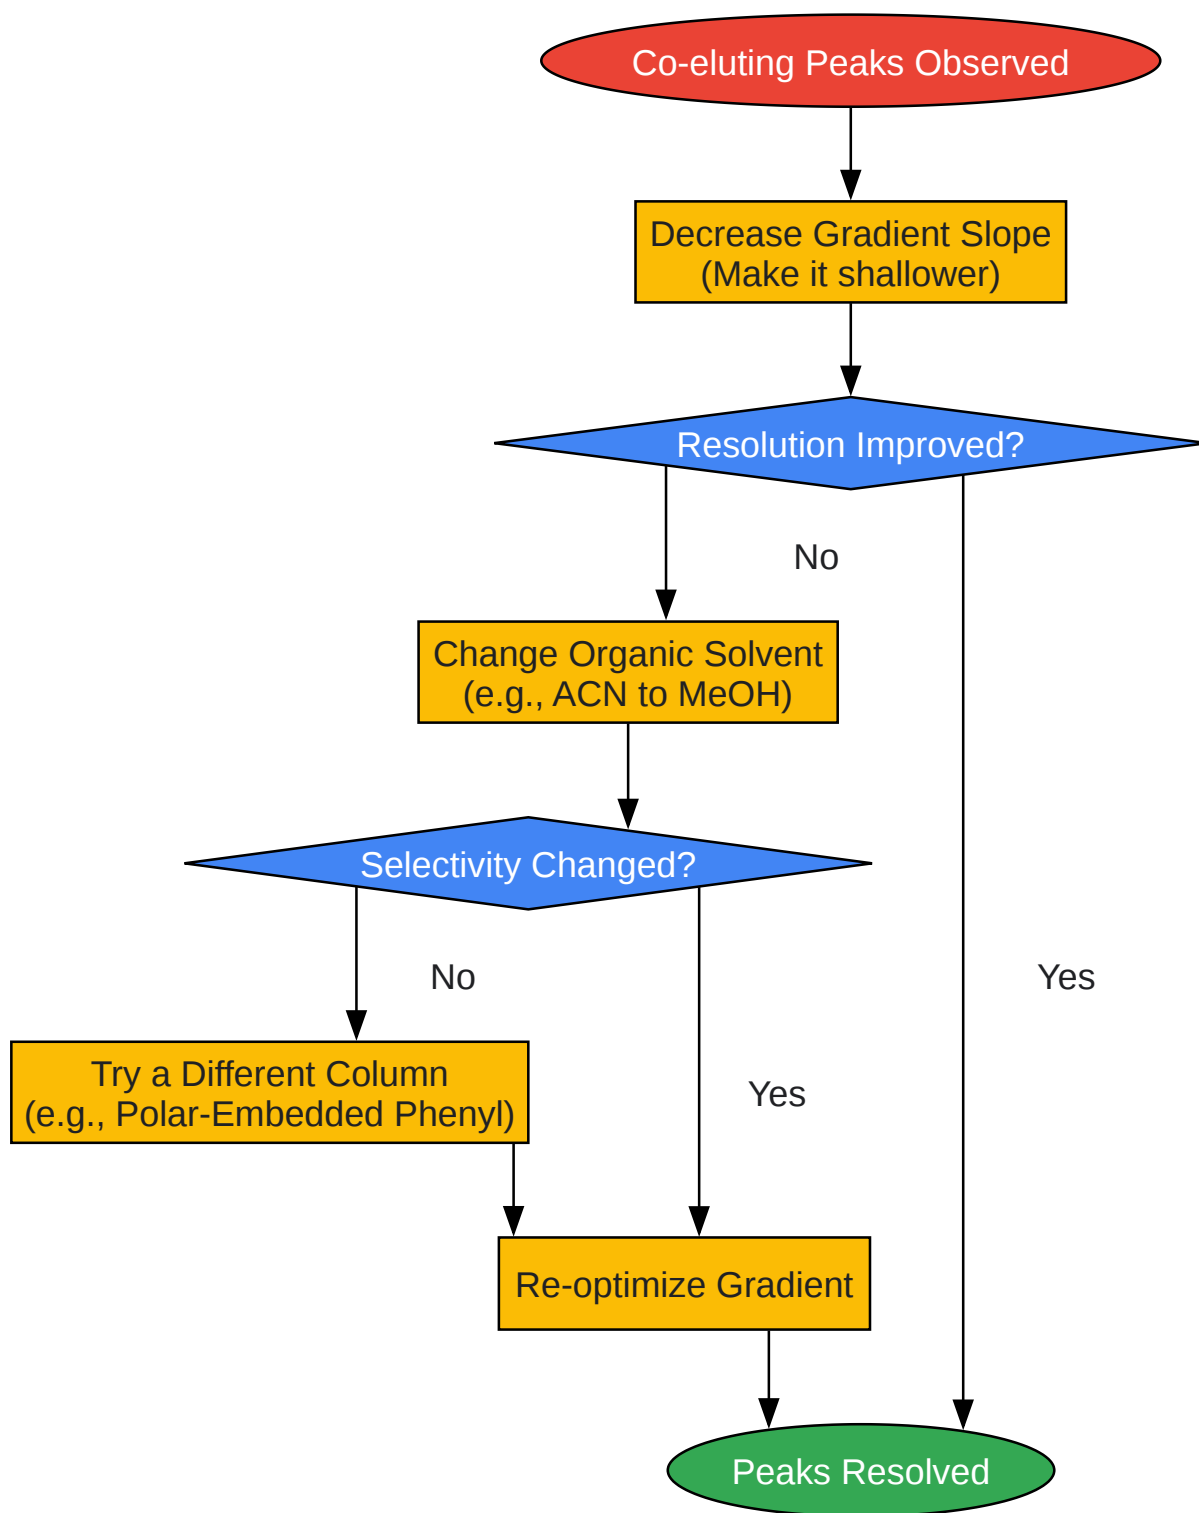 Co-eluting Peaks Observed
Decrease Gradient Slope
(Make it shallower)
Resolution Improved?
No
Change Organic Solvent
(e.g., ACN to MeOH)
Selectivity Changed?
No
Yes
Try a Different Column
(e.g., Polar-Embedded Phenyl)
Yes
Re-optimize Gradient
Peaks Resolved